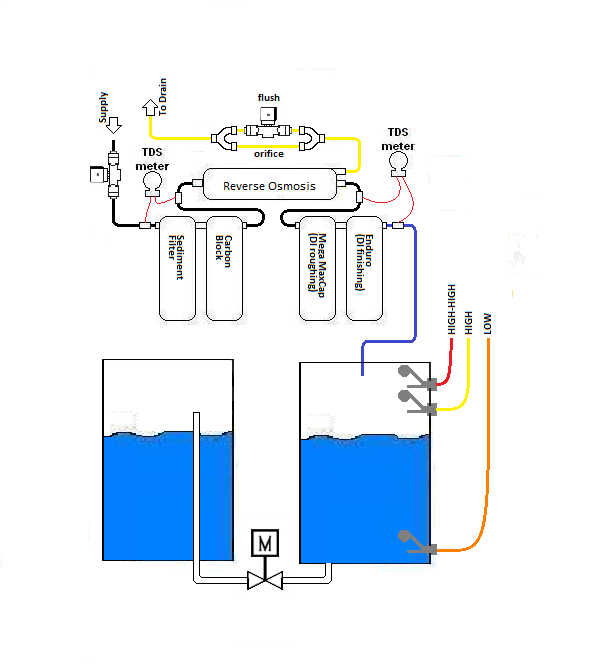 Supply
To Drain
flush
orifice
TDS
meter
TDS
meter
Reverse Osmosis
Sediment
Filter
Carbon
Block
Mega MaxCap
(DI roughing)
Enduro
(DI finishing)
HIGH-HIGH
HIGH
LOW
M